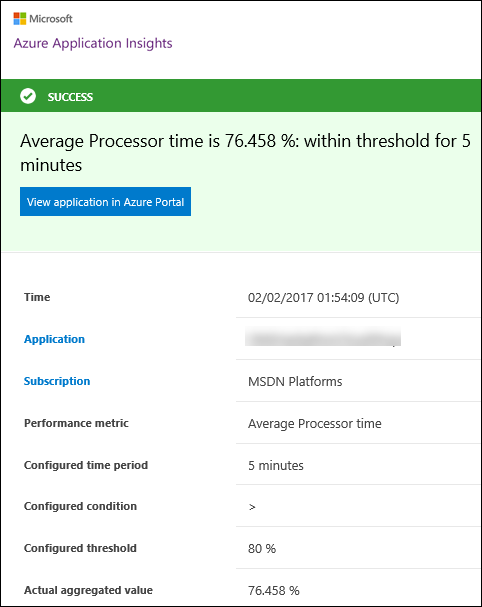 Microsoft
Azure Application Insights
SUCCESS
Average Processor time is 76.458 %: within threshold for 5
minutes
View application in Azure Portal
Time 02/02/2017 01:54:09 (UTC)
Application
Subscription MSDN Platforms
Performance metric Average Processor time
Configured time period 5 minutes
Configured condition >
Configured threshold 80 %
Actual aggregated value 76.458 %